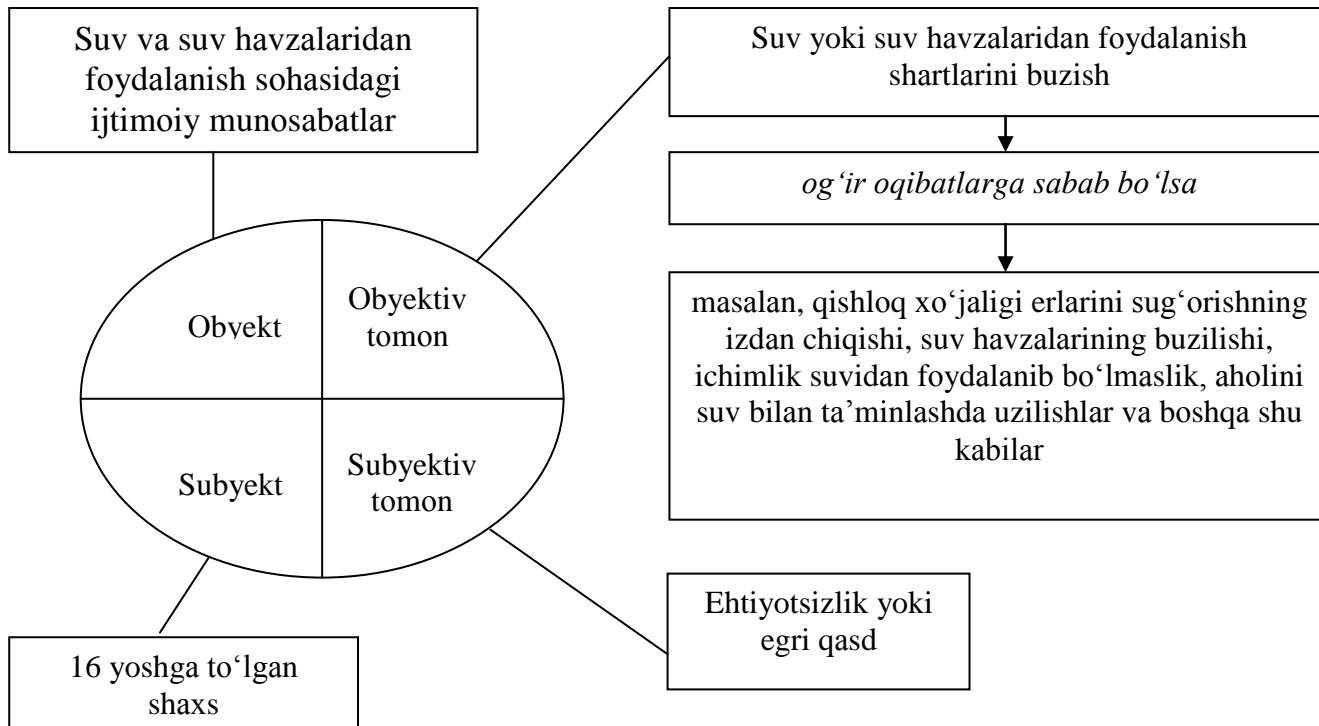 Suv va suv havzalaridan
foydalanish sohasidagi
ijtimoiy munosabatlar
Suv yoki suv havzalaridan foydalanish
shartlarini buzish
og‘ir oqibatlarga sabab bo‘lsa
masalan, qishloq xo‘jaligi erlarini sug‘orishning
izdan chiqishi, suv havzalarining buzilishi,
ichimlik suvidan foydalanib bo‘lmaslik, aholini
suv bilan ta’minlashda uzilishlar va boshqa shu
kabilar
Obyekt
Obyektiv
tomon
Subyekt
Subyektiv
tomon
Ehtiyotsizlik yoki
egri qasd
16 yoshga to‘lgan
shaxs